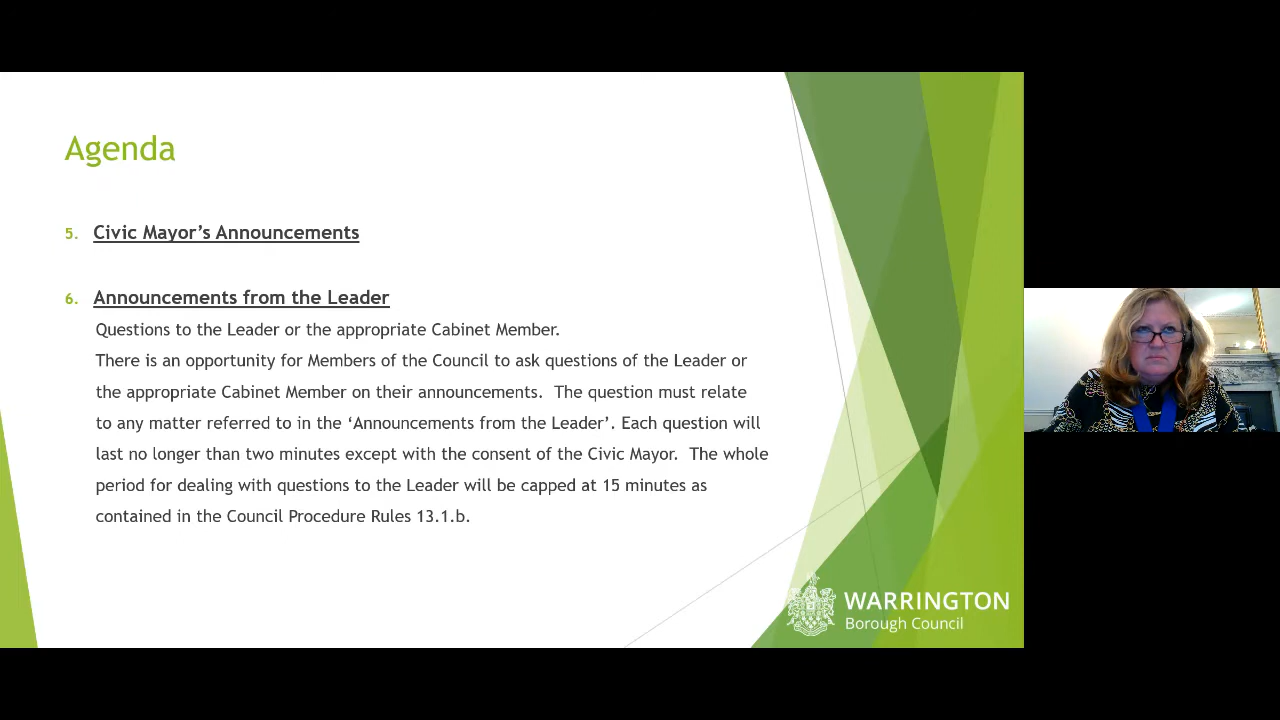 Agenda
5. Civic Mayor’s Announcements
6. Announcements from the Leader
Questions to the Leader or the appropriate Cabinet Member.
There is an opportunity for Members of the Council to ask questions of the Leader or
the appropriate Cabinet Member on their announcements. The question must relate
to any matter referred to in the ‘Announcements from the Leader’. Each question will
last no longer than two minutes except with the consent of the Civic Mayor. The whole
period for dealing with questions to the Leader will be capped at 15 minutes as
contained in the Council Procedure Rules 13.1.b.
WARRINGTON
Borough Council